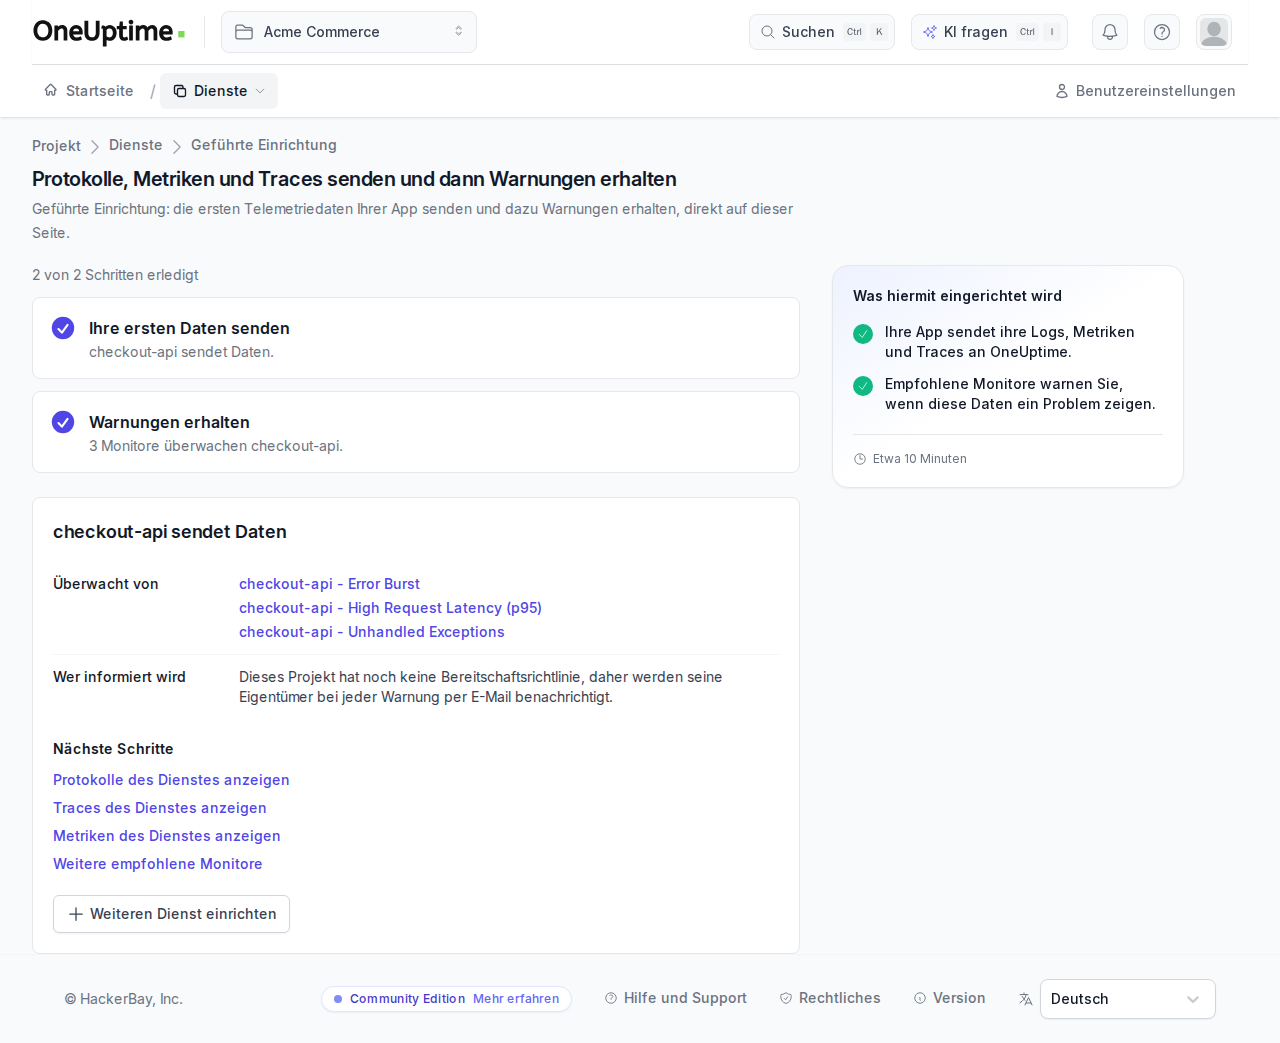 OneUptime
Acme Commerce
Suchen Ctrl K
KI fragen Ctrl I
Startseite / Dienste
Benutzereinstellungen
Projekt Dienste Geführte Einrichtung
Protokolle, Metriken und Traces senden und dann Warnungen erhalten
Geführte Einrichtung: die ersten Telemetriedaten Ihrer App senden und dazu Warnungen erhalten, direkt auf dieser
Seite.
2 von 2 Schritten erledigt
Ihre ersten Daten senden
checkout-api sendet Daten.
Warnungen erhalten
3 Monitore überwachen checkout-api.
Was hiermit eingerichtet wird
Ihre App sendet ihre Logs, Metriken
und Traces an OneUptime.
Empfohlene Monitore warnen Sie,
wenn diese Daten ein Problem zeigen.
Etwa 10 Minuten
checkout-api sendet Daten
Überwacht von
checkout-api - Error Burst
checkout-api - High Request Latency (p95)
checkout-api - Unhandled Exceptions
Wer informiert wird
Dieses Projekt hat noch keine Bereitschaftsrichtlinie, daher werden seine
Eigentümer bei jeder Warnung per E-Mail benachrichtigt.
Nächste Schritte
Protokolle des Dienstes anzeigen
Traces des Dienstes anzeigen
Metriken des Dienstes anzeigen
Weitere empfohlene Monitore
Weiteren Dienst einrichten
© HackerBay, Inc.
Community Edition Mehr erfahren
Hilfe und Support
Rechtliches
Version
Deutsch